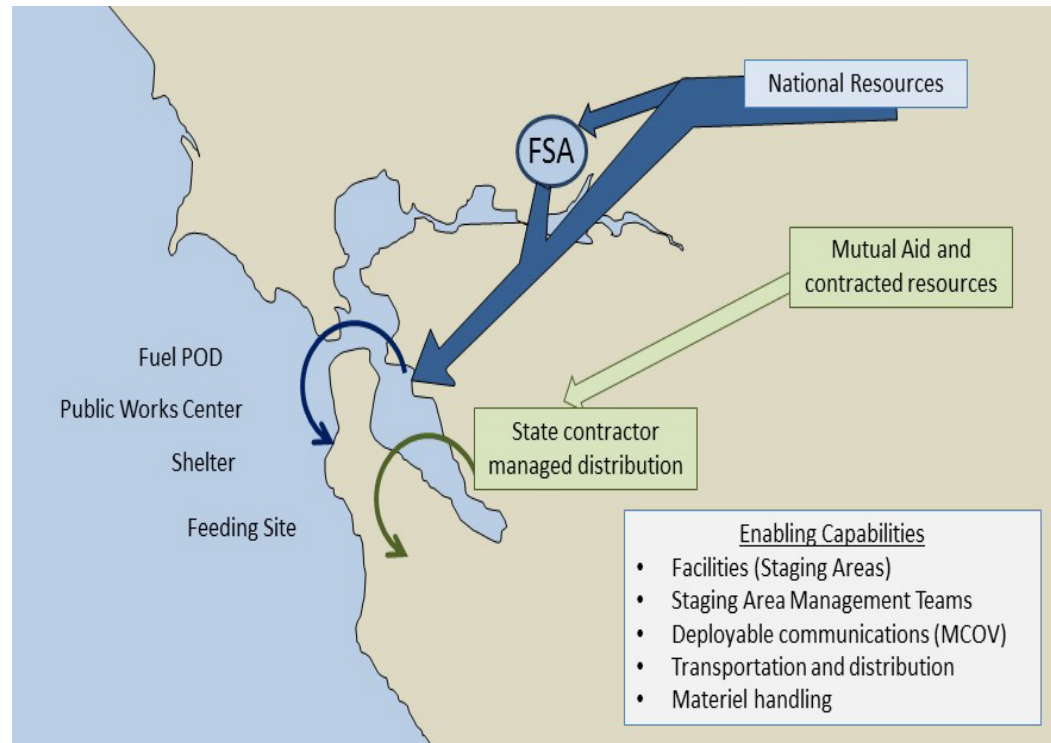 National Resources
FSA
Mutual Aid and
contracted resources
Fuel POD
Public Works Center
Shelter
Feeding Site
State contractor
managed distribution
Enabling Capabilities
• Facilities (Staging Areas)
• Staging Area Management Teams
• Deployable communications (MCOV)
• Transportation and distribution
• Materiel handling